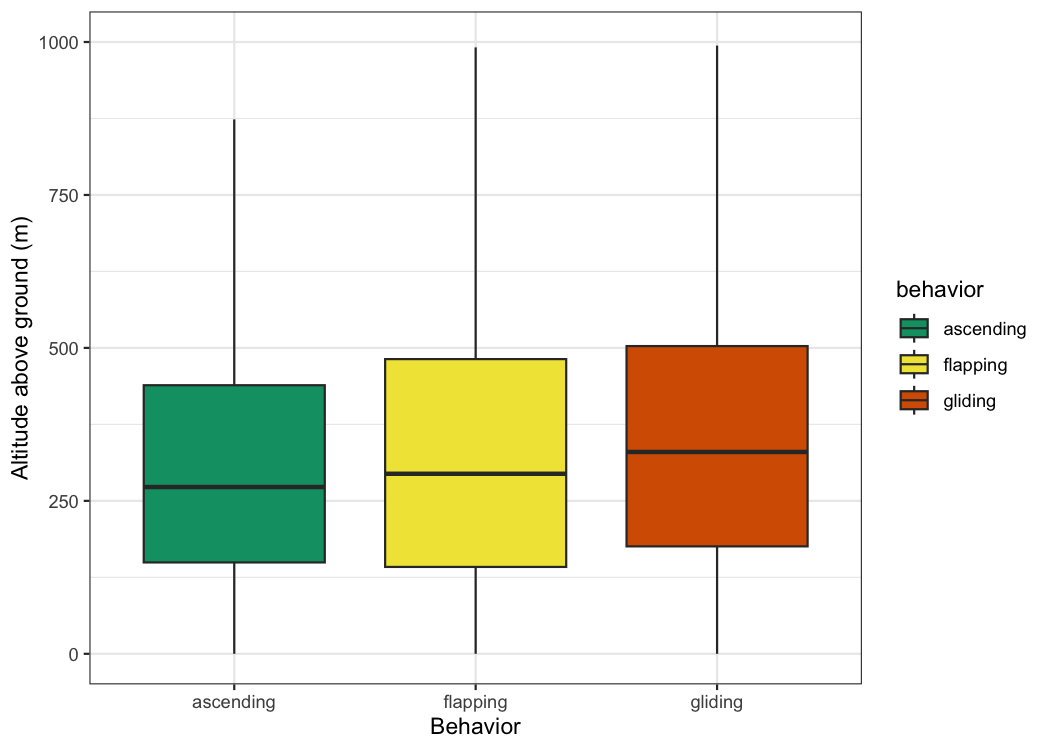 1000
750
500
250
0
Altitude above ground (m)
ascending flapping gliding
Behavior
behavior
ascending
flapping
gliding